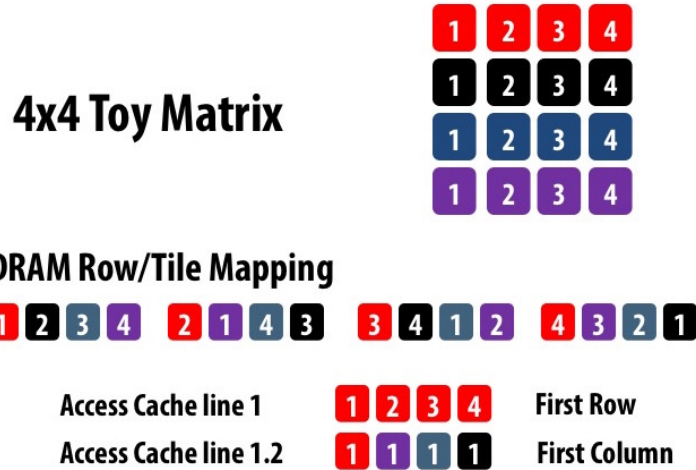 1 2 3 4
1 2 3 4
4x4 Toy Matrix
1 2 3 4
1 2 3 4
DRAM Row/Tile Mapping
1 2 3 4 2 1 4 3 3 4 1 2 4 3 2 1
Access Cache line 1 1 2 3 4 First Row
Access Cache line 1.2 1 1 1 1 First Column